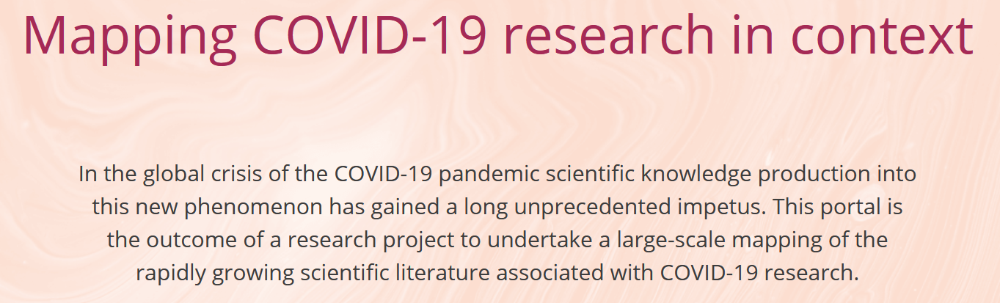 Mapping COVID-19 research in context
In the global crisis of the COVID-19 pandemic scientific knowledge production into
this new phenomenon has gained a long unprecedented impetus. This portal is
the outcome of a research project to undertake a large-scale mapping of the
rapidly growing scientific literature associated with COVID-19 research.